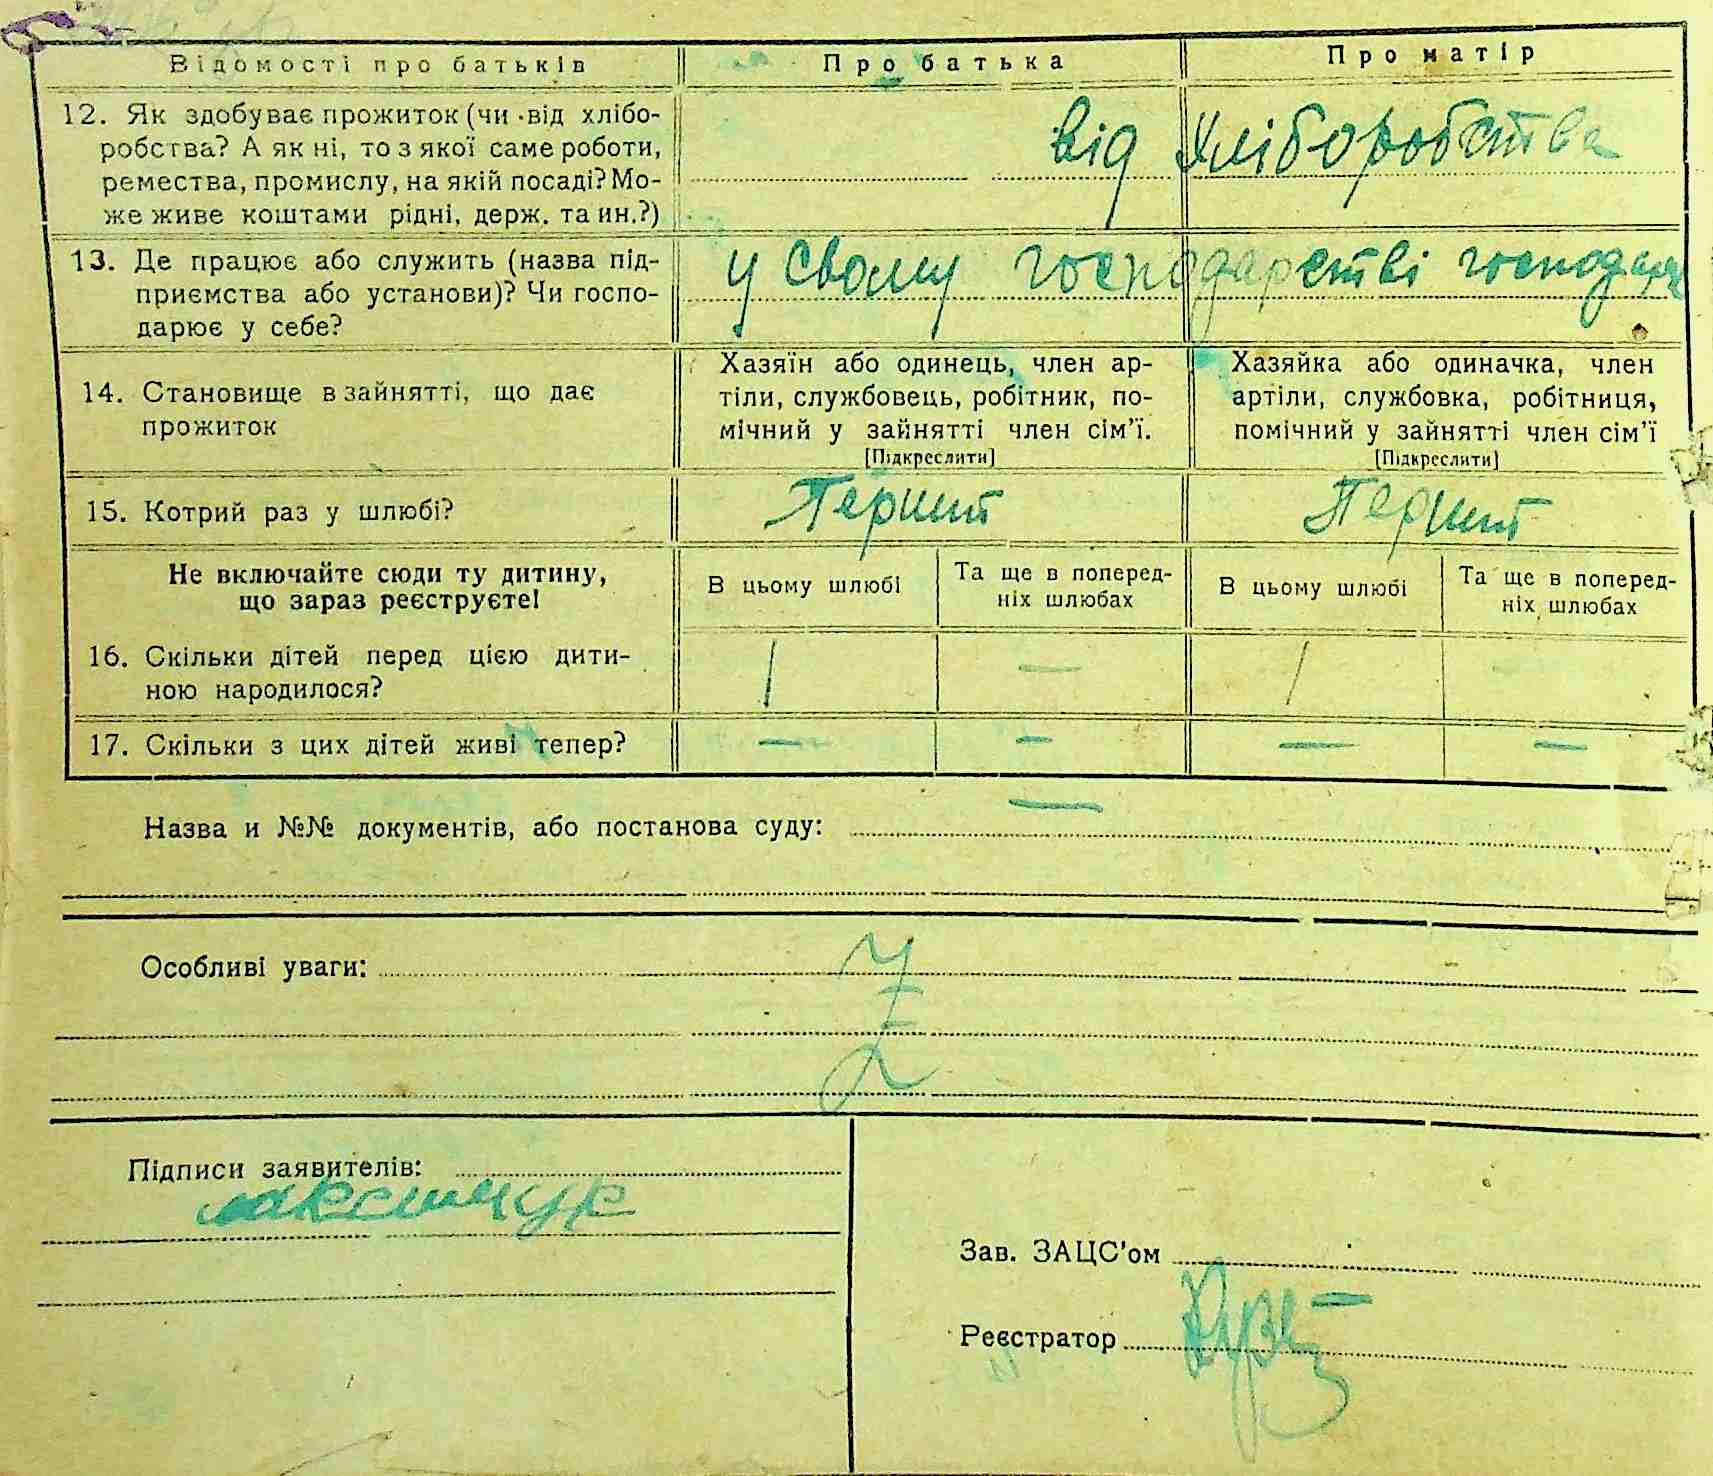 Відомості про батьків Про батька Про матір
12. Як здобуває прожиток (чи від хлібо-
робства? А як ні, то з якої саме роботи,
ремества, промислу, на якій посаді? Мо-
же живе коштами рідні, держ. та ин.?)
від хліборобства
13. Де працює або служить (назва під-
приємства або установи)? Чи госпо-
дарює у себе?
у свому господарстві господарює
14. Становище в зайнятті, що дає
прожиток
Хазяїн або одинець, член ар-
тіли, службовець, робітник, по-
мічний у зайнятті член сім'ї.
[Підкреслити]
Хазяйка або одиначка, член
артіли, службовка, робітниця,
помічний у зайнятті член сім'ї
[Підкреслити]
15. Котрий раз у шлюбі?
Перший
Перший
Не включайте сюди ту дитину,
що зараз реєструєте!
В цьому шлюбі
Та ще в поперед-
ніх шлюбах
В цьому шлюбі
Та ще в поперед-
ніх шлюбах
16. Скільки дітей перед цією дити-
ною народилося?
1 — 1 —
17. Скільки з цих дітей живі тепер?
— — — —
Назва и №№ документів, або постанова суду: —
Особливі уваги:
Підписи заявителів:
Максимчук
Зав. ЗАЦС'ом
Реєстратор